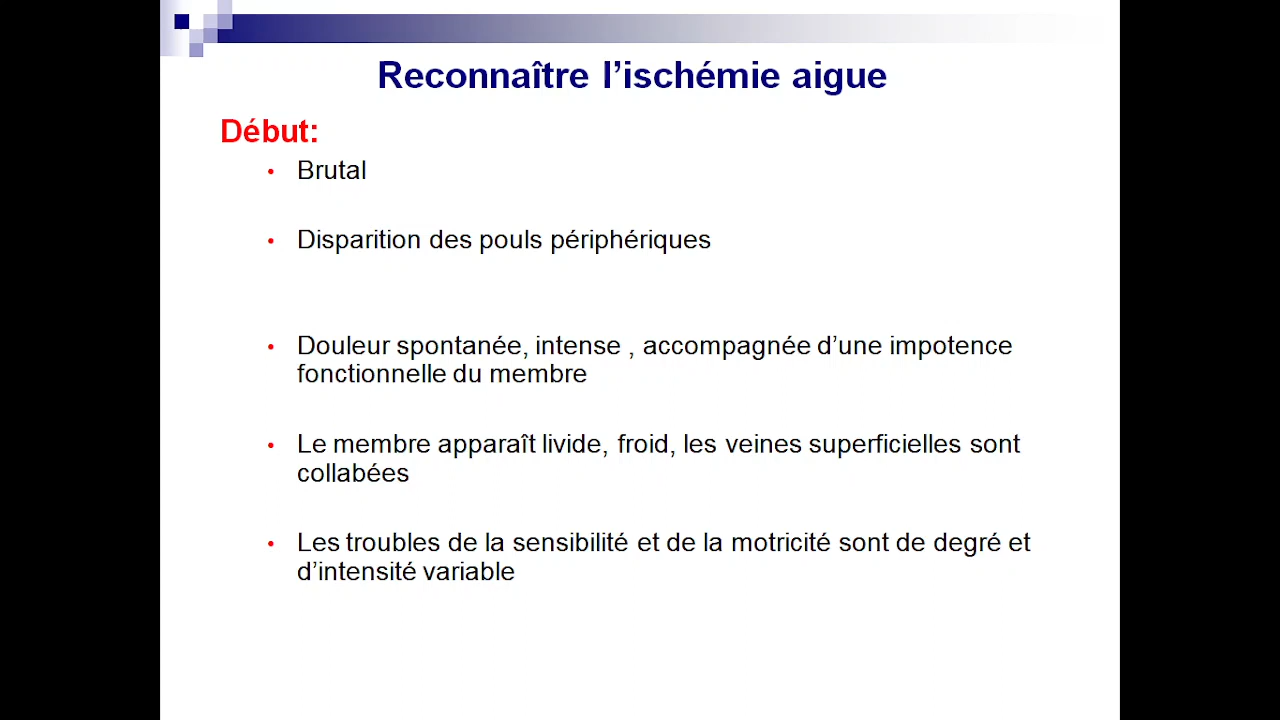 Reconnaître l’ischémie aigue
Début:
• Brutal
• Disparition des pouls périphériques
• Douleur spontanée, intense , accompagnée d’une impotence
fonctionnelle du membre
• Le membre apparaît livide, froid, les veines superficielles sont
collabées
• Les troubles de la sensibilité et de la motricité sont de degré et
d’intensité variable